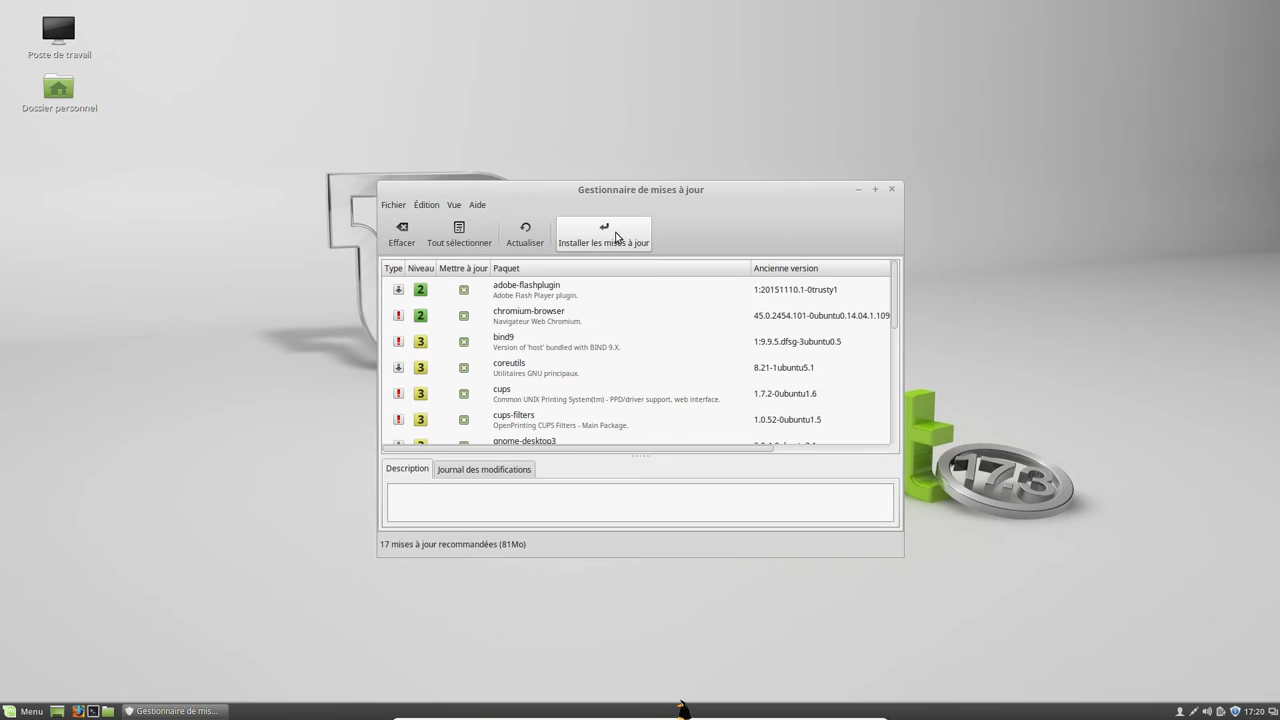 Poste de travail
Dossier personnel
Gestionnaire de mises à jour
Fichier Édition Vue Aide
Effacer Tout sélectionner Actualiser Installer les mises à jour
Type Niveau Mettre à jour Paquet Ancienne version
2 adobe-flashplugin 1:20151110.1-0trusty1
Adobe Flash Player plugin.
2 chromium-browser 45.0.2454.101-0ubuntu0.14.04.1.109
Navigateur Web Chromium.
3 bind9 1:9.9.5.dfsg-3ubuntu0.5
Version of 'host' bundled with BIND 9.X.
3 coreutils 8.21-1ubuntu5.1
Utilitaires GNU principaux.
3 cups 1.7.2-0ubuntu1.6
Common UNIX Printing System(tm) - PPD/driver support, web interface.
3 cups-filters 1.0.52-0ubuntu1.5
OpenPrinting CUPS Filters - Main Package.
gnome-desktop3
17.3
Description Journal des modifications
17 mises à jour recommandées (81Mo)
Menu Gestionnaire de mis... 17:20